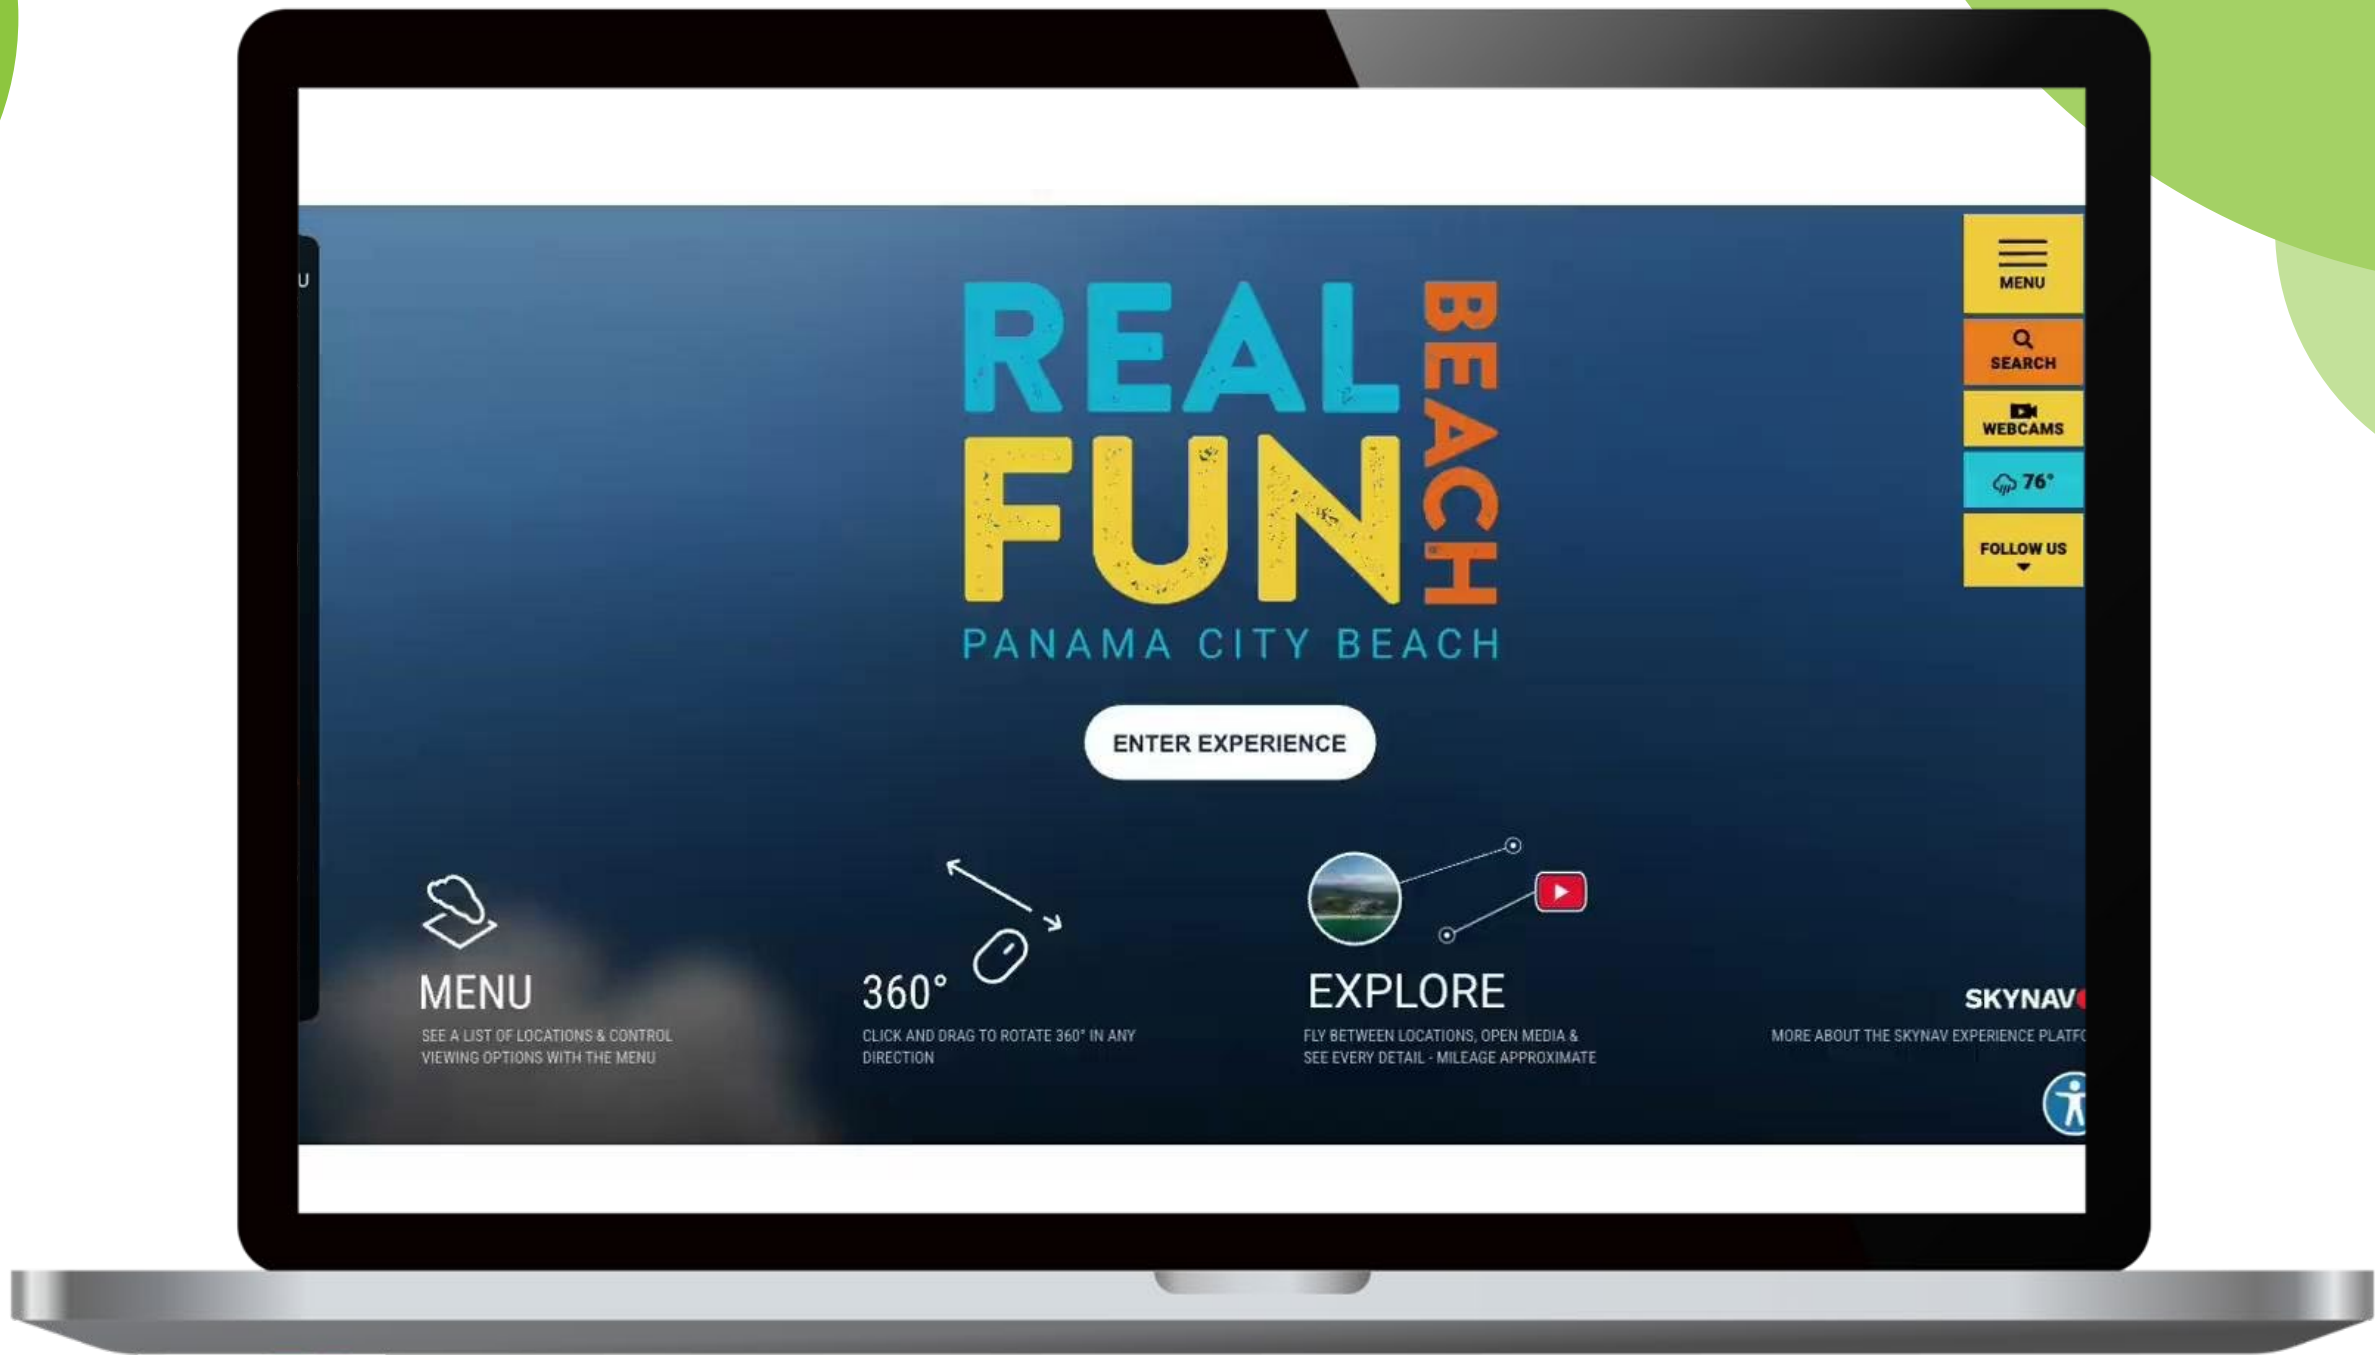 U
REAL
FUN
BEACH
PANAMA CITY BEACH
ENTER EXPERIENCE
MENU
SEARCH
WEBCAMS
76°
FOLLOW US
MENU
SEE A LIST OF LOCATIONS & CONTROL
VIEWING OPTIONS WITH THE MENU
360°
CLICK AND DRAG TO ROTATE 360° IN ANY
DIRECTION
EXPLORE
FLY BETWEEN LOCATIONS, OPEN MEDIA &
SEE EVERY DETAIL - MILEAGE APPROXIMATE
SKYNAV
MORE ABOUT THE SKYNAV EXPERIENCE